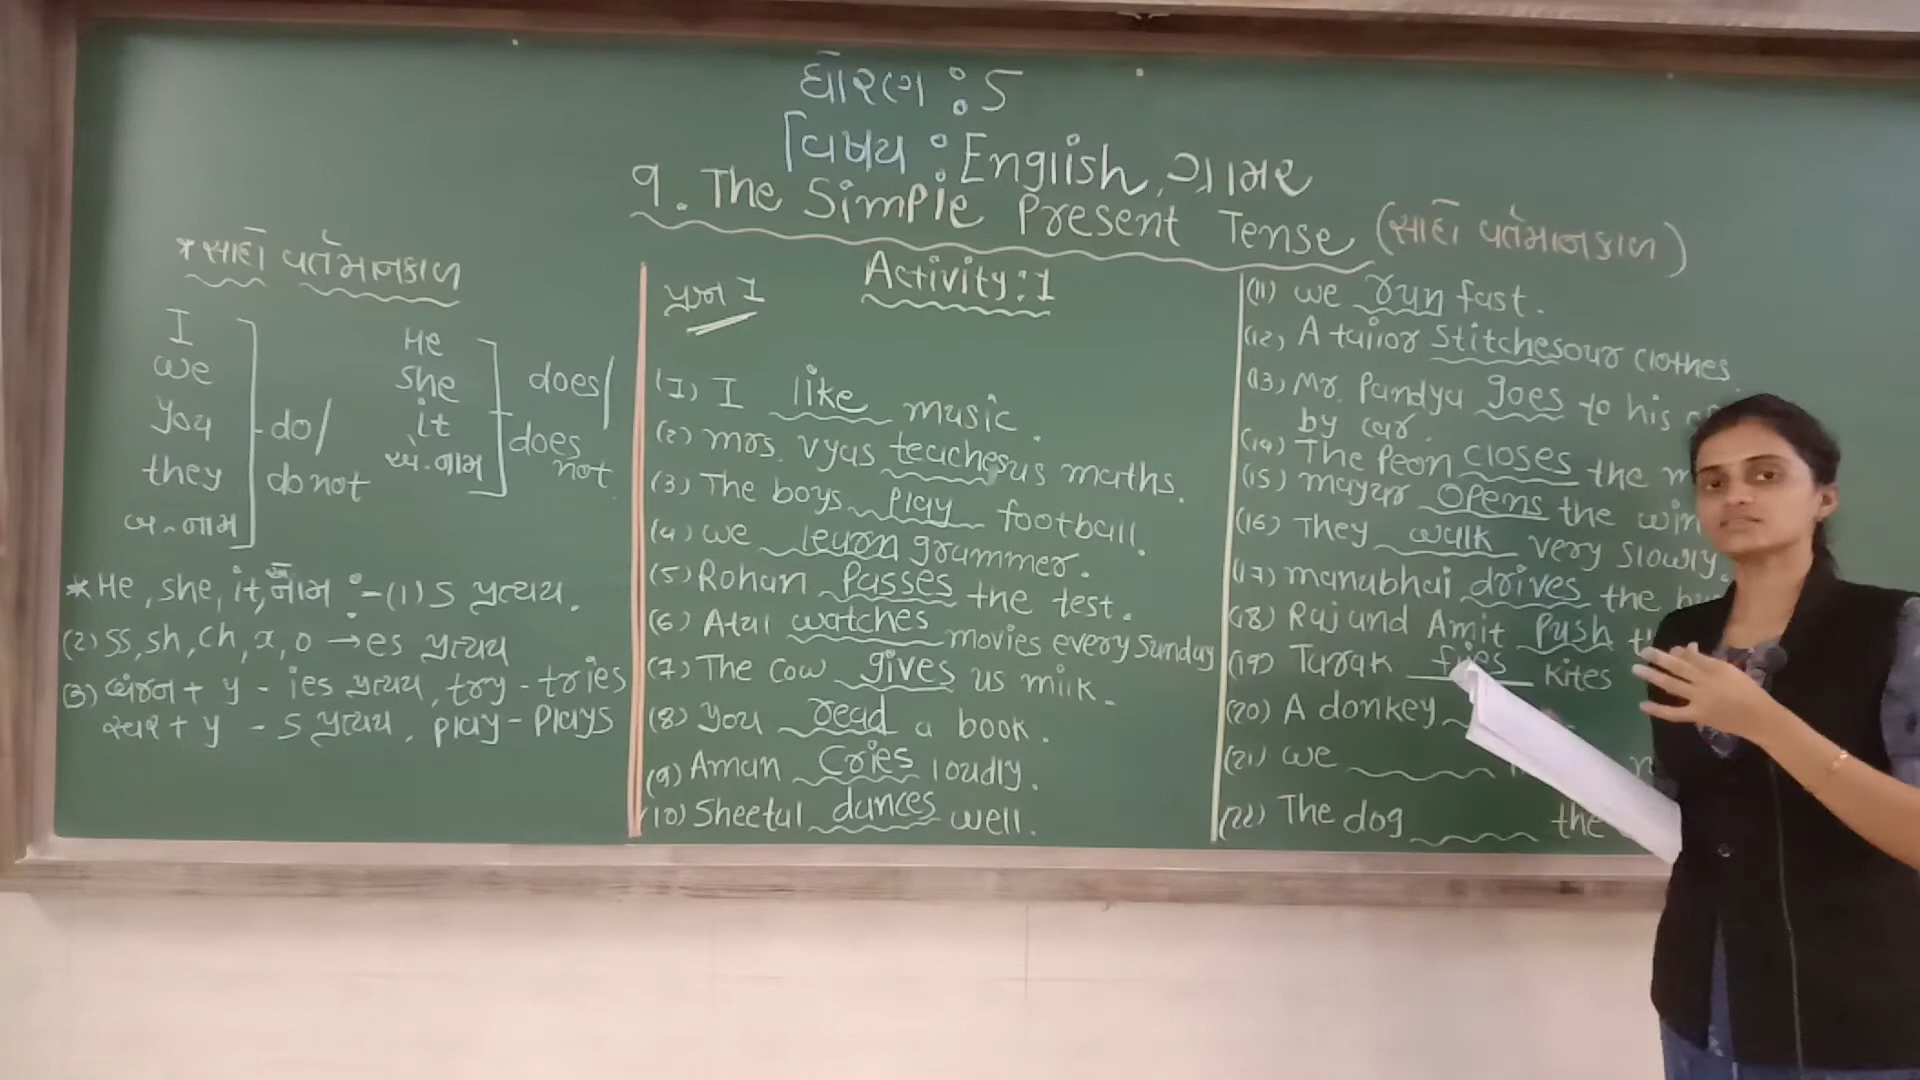 ધોરણ : 5
વિષય : English, ગ્રામર
9. The Simple Present Tense (સાદો વર્તમાનકાળ)
* સાદો વર્તમાનકાળ
I
we
you
they
બ.નામ
do/
do not
He
she
it
એ.નામ
does/
does
not
* He, she, it, એ નામ :- (1) S પ્રત્યય.
(2) ss, sh, ch, x, o → es પ્રત્યય
(3) વ્યંજન + y - ies પ્રત્યય, try - tries
સ્વર + y - s પ્રત્યય. play - plays
Activity : 1
પ્રશ્ન 1
(1) I like music.
(2) mrs. vyas teaches us maths.
(3) The boys play football.
(4) we learn grammer.
(5) Rohan passes the test.
(6) Atul watches movies every Sunday
(7) The cow gives us milk.
(8) you read a book.
(9) Aman cries loudly.
(10) Sheetal dances well.
(11) we run fast.
(12) A tailor stitches our clothes.
(13) Mr. Pandya goes to his
by car.
(14) The Peon closes the
(15) mayur opens the
(16) They walk very slowly.
(17) manubhai drives the
(18) Raj and Amit push
(19) Tarak flies kites
(20) A donkey
(21) we
(22) The dog ____ the